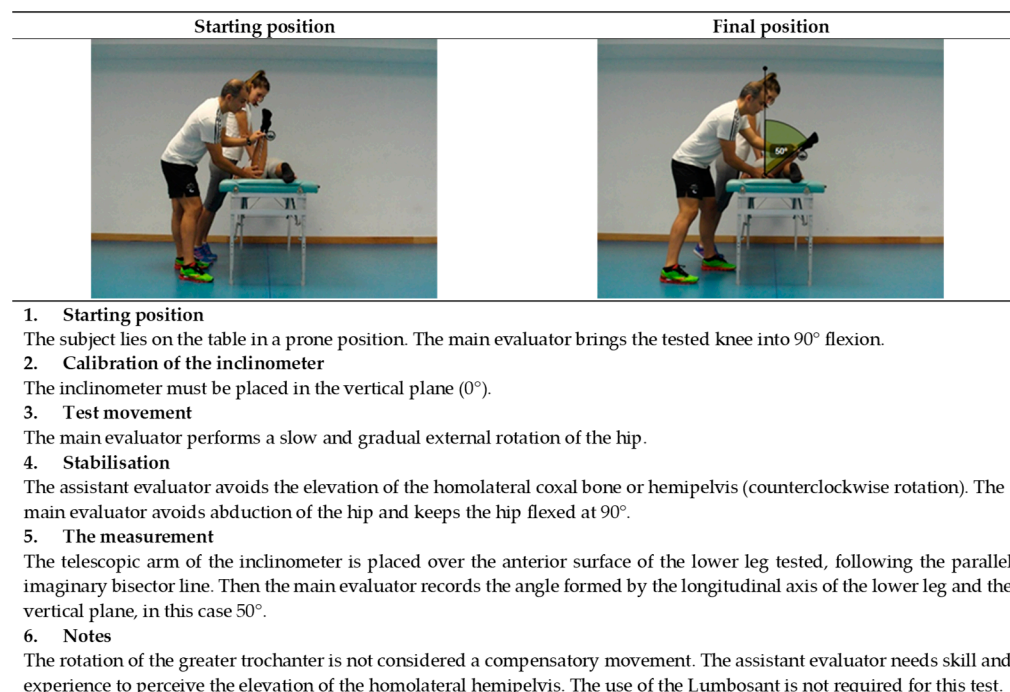 Starting position
Final position
50°
1. Starting position
The subject lies on the table in a prone position. The main evaluator brings the tested knee into 90° flexion.
2. Calibration of the inclinometer
The inclinometer must be placed in the vertical plane (0°).
3. Test movement
The main evaluator performs a slow and gradual external rotation of the hip.
4. Stabilisation
The assistant evaluator avoids the elevation of the homolateral coxal bone or hemipelvis (counterclockwise rotation). The
main evaluator avoids abduction of the hip and keeps the hip flexed at 90°.
5. The measurement
The telescopic arm of the inclinometer is placed over the anterior surface of the lower leg tested, following the parallel
imaginary bisector line. Then the main evaluator records the angle formed by the longitudinal axis of the lower leg and the
vertical plane, in this case 50°.
6. Notes
The rotation of the greater trochanter is not considered a compensatory movement. The assistant evaluator needs skill and
experience to perceive the elevation of the homolateral hemipelvis. The use of the Lumbosant is not required for this test.